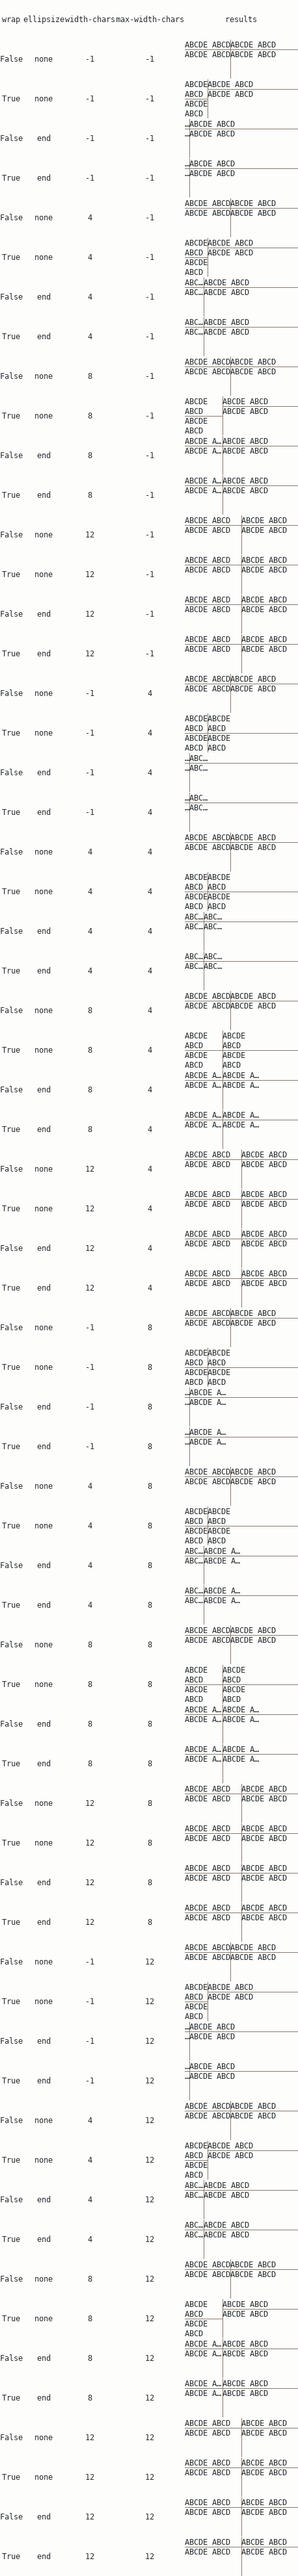 wrap ellipsize width-chars max-width-chars results
False none -1 -1
ABCDE ABCDABCDE ABCD
ABCDE ABCDABCDE ABCD
True none -1 -1
ABCDEABCDE ABCD
ABCD ABCDE ABCD
ABCDE
ABCD
False end -1 -1
…ABCDE ABCD
…ABCDE ABCD
True end -1 -1
…ABCDE ABCD
…ABCDE ABCD
False none 4 -1
ABCDE ABCDABCDE ABCD
ABCDE ABCDABCDE ABCD
True none 4 -1
ABCDEABCDE ABCD
ABCD ABCDE ABCD
ABCDE
ABCD
False end 4 -1
ABC…ABCDE ABCD
ABC…ABCDE ABCD
True end 4 -1
ABC…ABCDE ABCD
ABC…ABCDE ABCD
False none 8 -1
ABCDE ABCDABCDE ABCD
ABCDE ABCDABCDE ABCD
True none 8 -1
ABCDE ABCDE ABCD
ABCD ABCDE ABCD
ABCDE
ABCD
False end 8 -1
ABCDE A…ABCDE ABCD
ABCDE A…ABCDE ABCD
True end 8 -1
ABCDE A…ABCDE ABCD
ABCDE A…ABCDE ABCD
False none 12 -1
ABCDE ABCD ABCDE ABCD
ABCDE ABCD ABCDE ABCD
True none 12 -1
ABCDE ABCD ABCDE ABCD
ABCDE ABCD ABCDE ABCD
False end 12 -1
ABCDE ABCD ABCDE ABCD
ABCDE ABCD ABCDE ABCD
True end 12 -1
ABCDE ABCD ABCDE ABCD
ABCDE ABCD ABCDE ABCD
False none -1 4
ABCDE ABCDABCDE ABCD
ABCDE ABCDABCDE ABCD
True none -1 4
ABCDEABCDE
ABCD ABCD
ABCDEABCDE
ABCD ABCD
False end -1 4
…ABC…
…ABC…
True end -1 4
…ABC…
…ABC…
False none 4 4
ABCDE ABCDABCDE ABCD
ABCDE ABCDABCDE ABCD
True none 4 4
ABCDEABCDE
ABCD ABCD
ABCDEABCDE
ABCD ABCD
False end 4 4
ABC…ABC…
ABC…ABC…
True end 4 4
ABC…ABC…
ABC…ABC…
False none 8 4
ABCDE ABCDABCDE ABCD
ABCDE ABCDABCDE ABCD
True none 8 4
ABCDE ABCDE
ABCD ABCD
ABCDE ABCDE
ABCD ABCD
False end 8 4
ABCDE A…ABCDE A…
ABCDE A…ABCDE A…
True end 8 4
ABCDE A…ABCDE A…
ABCDE A…ABCDE A…
False none 12 4
ABCDE ABCD ABCDE ABCD
ABCDE ABCD ABCDE ABCD
True none 12 4
ABCDE ABCD ABCDE ABCD
ABCDE ABCD ABCDE ABCD
False end 12 4
ABCDE ABCD ABCDE ABCD
ABCDE ABCD ABCDE ABCD
True end 12 4
ABCDE ABCD ABCDE ABCD
ABCDE ABCD ABCDE ABCD
False none -1 8
ABCDE ABCDABCDE ABCD
ABCDE ABCDABCDE ABCD
True none -1 8
ABCDEABCDE
ABCD ABCD
ABCDEABCDE
ABCD ABCD
False end -1 8
…ABCDE A…
…ABCDE A…
True end -1 8
…ABCDE A…
…ABCDE A…
False none 4 8
ABCDE ABCDABCDE ABCD
ABCDE ABCDABCDE ABCD
True none 4 8
ABCDEABCDE
ABCD ABCD
ABCDEABCDE
ABCD ABCD
False end 4 8
ABC…ABCDE A…
ABC…ABCDE A…
True end 4 8
ABC…ABCDE A…
ABC…ABCDE A…
False none 8 8
ABCDE ABCDABCDE ABCD
ABCDE ABCDABCDE ABCD
True none 8 8
ABCDE ABCDE
ABCD ABCD
ABCDE ABCDE
ABCD ABCD
False end 8 8
ABCDE A…ABCDE A…
ABCDE A…ABCDE A…
True end 8 8
ABCDE A…ABCDE A…
ABCDE A…ABCDE A…
False none 12 8
ABCDE ABCD ABCDE ABCD
ABCDE ABCD ABCDE ABCD
True none 12 8
ABCDE ABCD ABCDE ABCD
ABCDE ABCD ABCDE ABCD
False end 12 8
ABCDE ABCD ABCDE ABCD
ABCDE ABCD ABCDE ABCD
True end 12 8
ABCDE ABCD ABCDE ABCD
ABCDE ABCD ABCDE ABCD
False none -1 12
ABCDE ABCDABCDE ABCD
ABCDE ABCDABCDE ABCD
True none -1 12
ABCDEABCDE ABCD
ABCD ABCDE ABCD
ABCDE
ABCD
False end -1 12
…ABCDE ABCD
…ABCDE ABCD
True end -1 12
…ABCDE ABCD
…ABCDE ABCD
False none 4 12
ABCDE ABCDABCDE ABCD
ABCDE ABCDABCDE ABCD
True none 4 12
ABCDEABCDE ABCD
ABCD ABCDE ABCD
ABCDE
ABCD
False end 4 12
ABC…ABCDE ABCD
ABC…ABCDE ABCD
True end 4 12
ABC…ABCDE ABCD
ABC…ABCDE ABCD
False none 8 12
ABCDE ABCDABCDE ABCD
ABCDE ABCDABCDE ABCD
True none 8 12
ABCDE ABCDE ABCD
ABCD ABCDE ABCD
ABCDE
ABCD
False end 8 12
ABCDE A…ABCDE ABCD
ABCDE A…ABCDE ABCD
True end 8 12
ABCDE A…ABCDE ABCD
ABCDE A…ABCDE ABCD
False none 12 12
ABCDE ABCD ABCDE ABCD
ABCDE ABCD ABCDE ABCD
True none 12 12
ABCDE ABCD ABCDE ABCD
ABCDE ABCD ABCDE ABCD
False end 12 12
ABCDE ABCD ABCDE ABCD
ABCDE ABCD ABCDE ABCD
True end 12 12
ABCDE ABCD ABCDE ABCD
ABCDE ABCD ABCDE ABCD